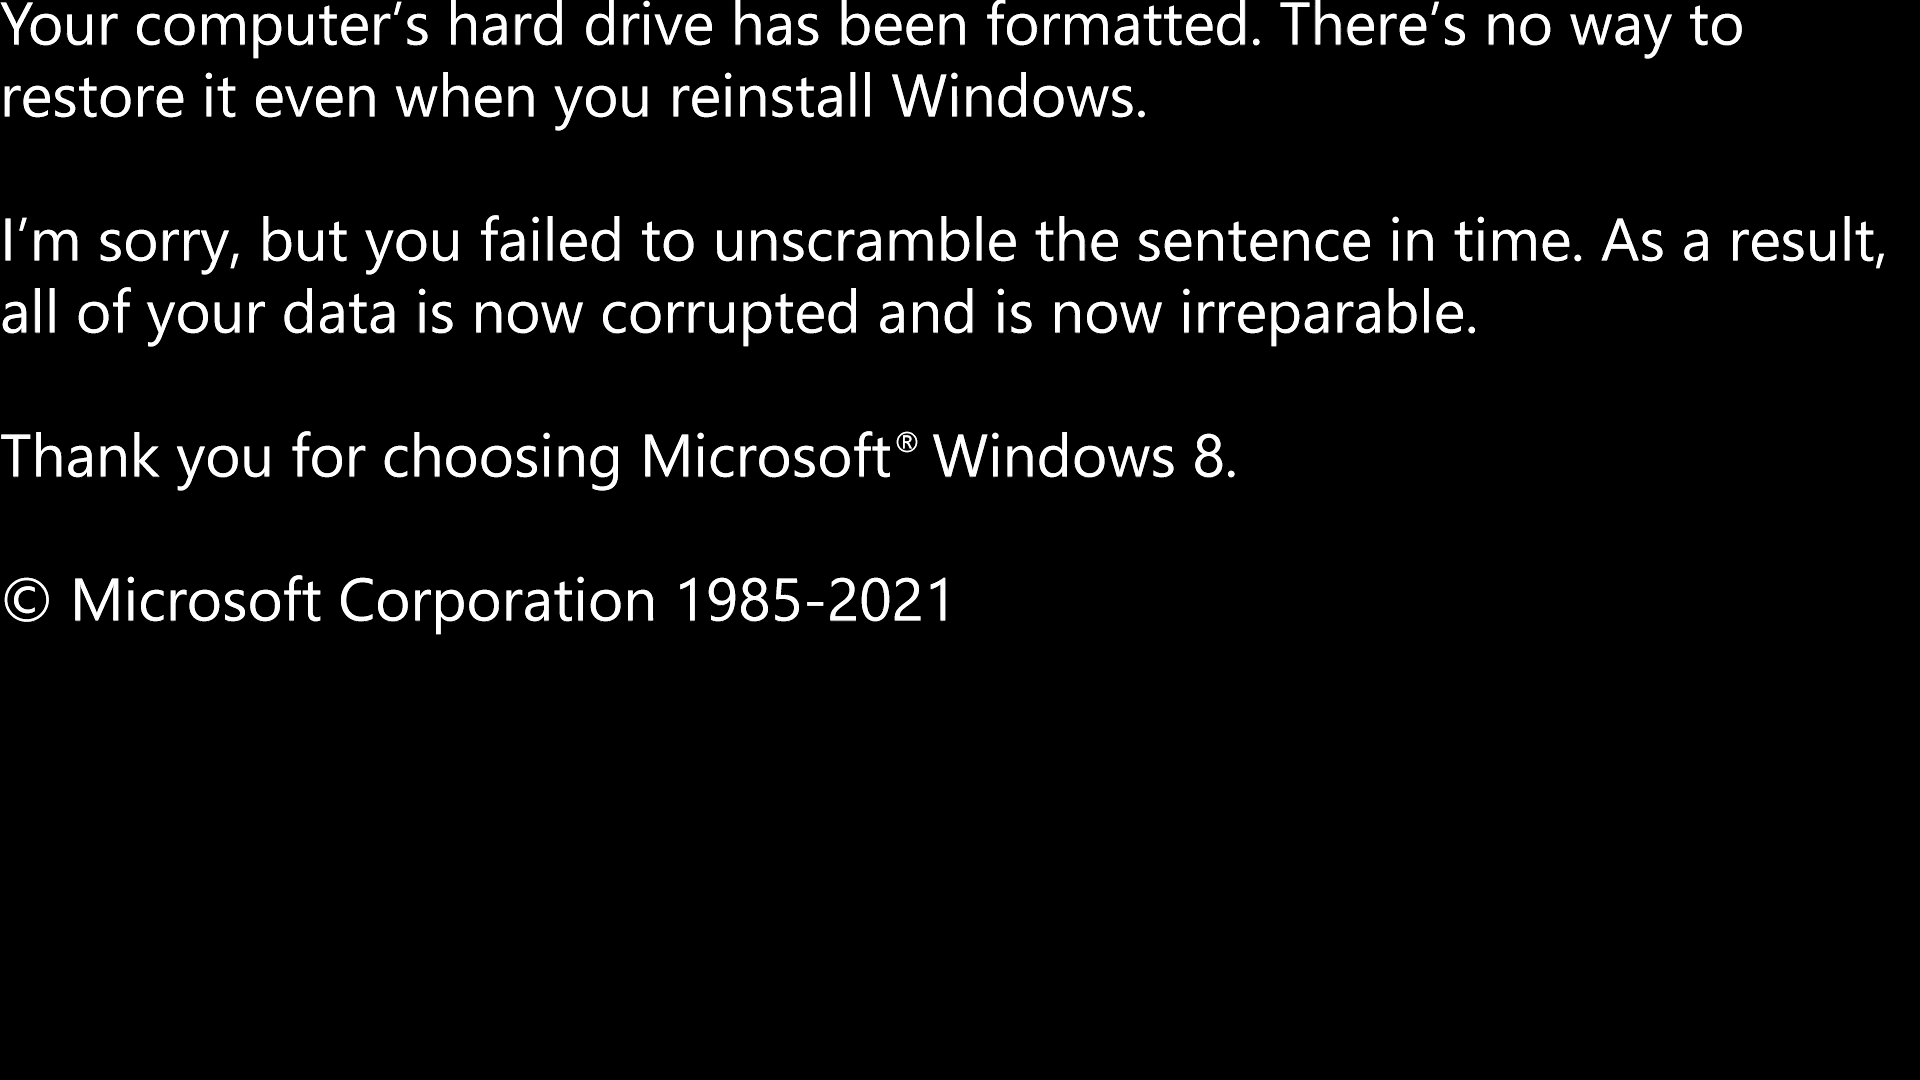 Your computer’s hard drive has been formatted. There’s no way to
restore it even when you reinstall Windows.
I’m sorry, but you failed to unscramble the sentence in time. As a result,
all of your data is now corrupted and is now irreparable.
Thank you for choosing Microsoft® Windows 8.
© Microsoft Corporation 1985-2021